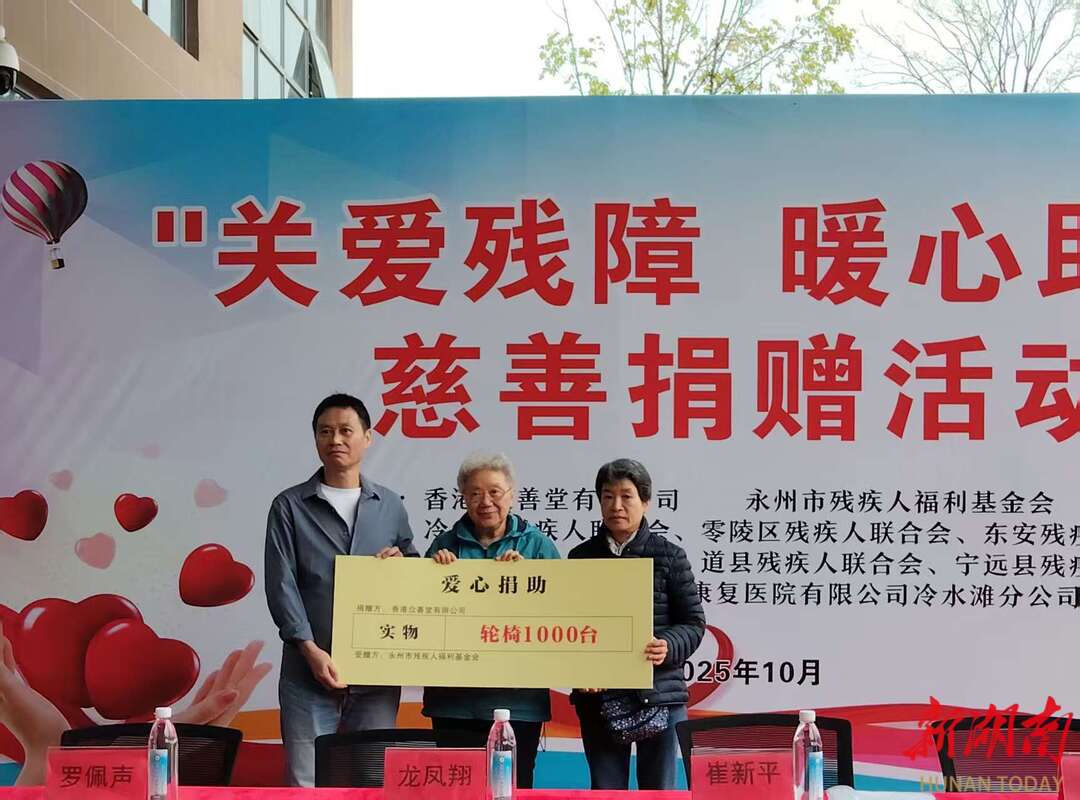 "关爱残障 暖心助
慈善捐赠活动
香港 善堂有 公司 永州市残疾人福利基金会
冷 疾人联 会、零陵区残疾人联合会、东安残疾
道县残疾人联合会、宁远县残疾
康复医院有限公司冷水滩分公司
2025年10月
爱心捐助
捐赠方:香港众善堂有限公司
实物 轮椅1000台
受赠方:永州市残疾人福利基金会
罗佩声 龙凤翔 崔新平
新湖南
HUNAN TODAY